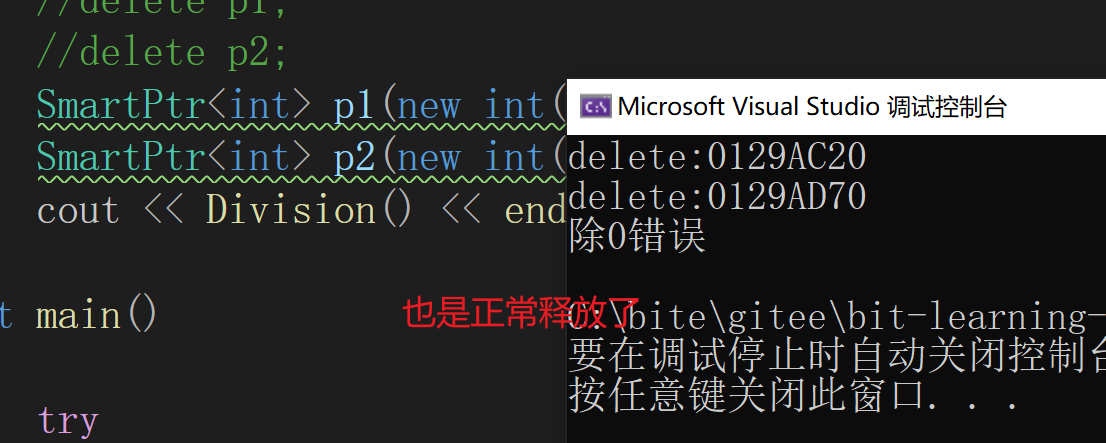 //delete p1;
//delete p2;
SmartPtr<int> p1(new int(
SmartPtr<int> p2(new int(
cout << Division() << end
t main()
try
Microsoft Visual Studio 调试控制台
delete:0129AC20
delete:0129AD70
除0错误
也是正常释放了
C:\bite\gitee\bit-learning-
要在调试停止时自动关闭控制台
按任意键关闭此窗口. . .